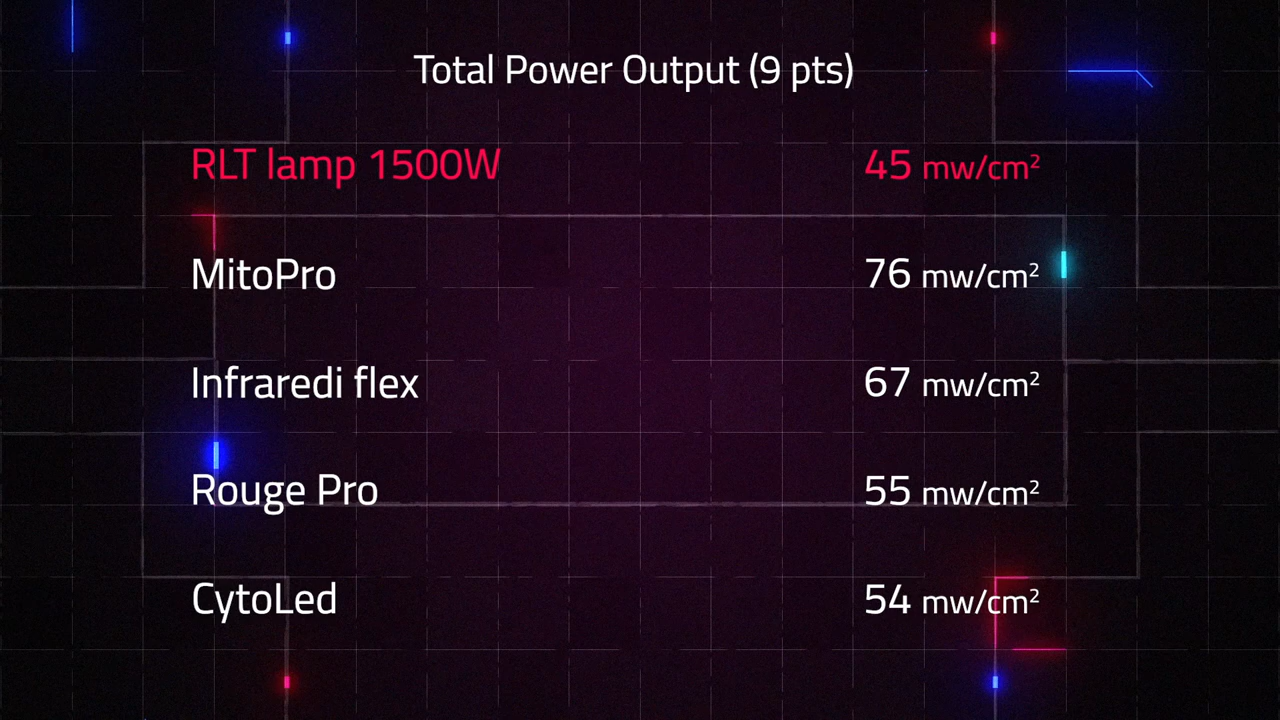 Total Power Output (9 pts)
RLT lamp 1500W 45 mw/cm²
MitoPro 76 mw/cm²
Infraredi flex 67 mw/cm²
Rouge Pro 55 mw/cm²
CytoLed 54 mw/cm²